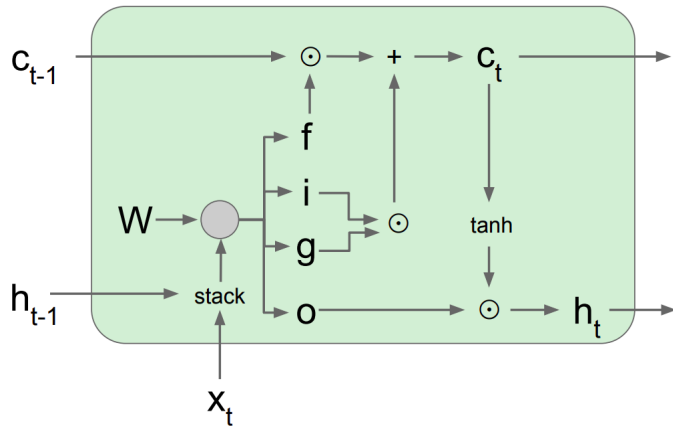 c_{t-1} ⊙ + c_t
f
i
W ⊙ tanh
g
h_{t-1} stack o ⊙ h_t
x_t